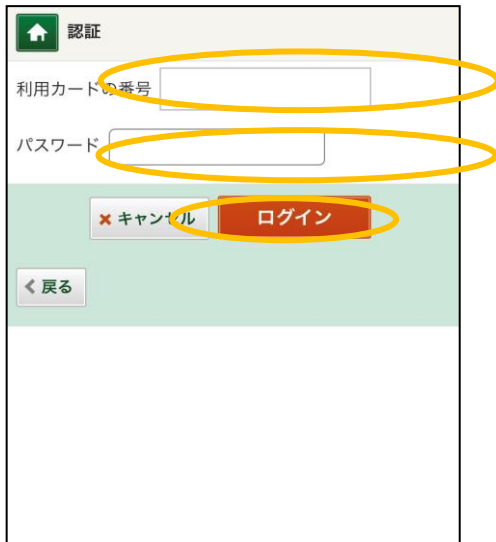 認証
利用カードの番号
パスワード
×キャンセル ログイン
戻る